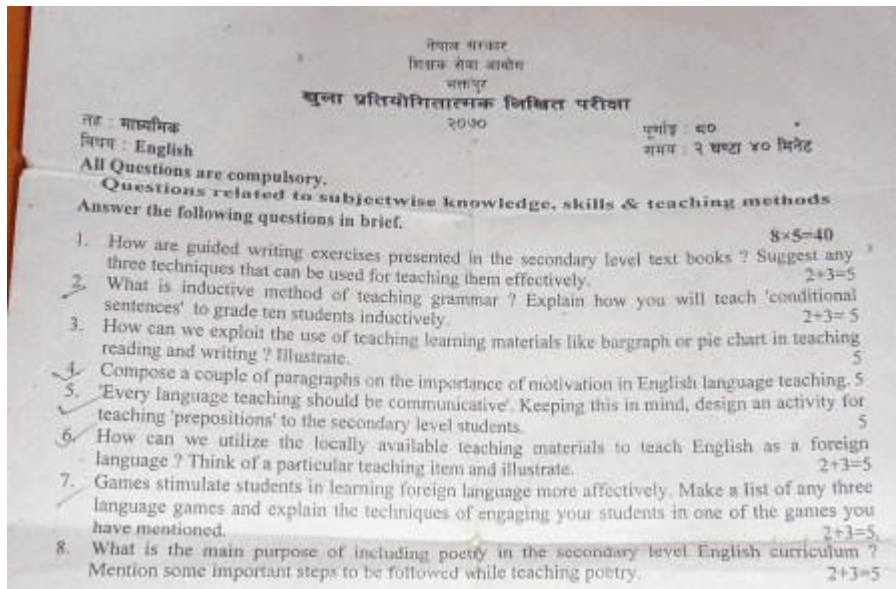 नेपाल सरकार
शिक्षक सेवा आयोग
भक्तपुर
खुला प्रतियोगितात्मक लिखित परीक्षा
२०७०
तह : माध्यमिक
पूर्णाङ्क : ८०
विषय : English
समय : २ घण्टा ४० मिनेट
All Questions are compulsory.
Questions related to subjectwise knowledge, skills & teaching methods
Answer the following questions in brief.
8×5=40
1. How are guided writing exercises presented in the secondary level text books ? Suggest any
three techniques that can be used for teaching them effectively. 2+3=5
2. What is inductive method of teaching grammar ? Explain how you will teach 'conditional
sentences' to grade ten students inductively. 2+3= 5
3. How can we exploit the use of teaching learning materials like bargraph or pie chart in teaching
reading and writing ? Illustrate. 5
4. Compose a couple of paragraphs on the importance of motivation in English language teaching. 5
5. 'Every language teaching should be communicative'. Keeping this in mind, design an activity for
teaching 'prepositions' to the secondary level students. 5
6. How can we utilize the locally available teaching materials to teach English as a foreign
language ? Think of a particular teaching item and illustrate. 2+3=5
7. Games stimulate students in learning foreign language more affectively. Make a list of any three
language games and explain the techniques of engaging your students in one of the games you
have mentioned. 2+3=5
8. What is the main purpose of including poetry in the secondary level English curriculum ?
Mention some important steps to be followed while teaching poetry. 2+3=5